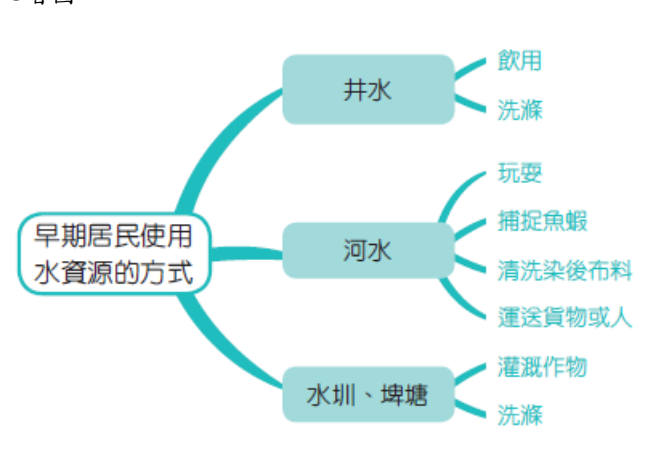 早期居民使用
水資源的方式
井水
飲用
洗滌
河水
玩耍
捕捉魚蝦
清洗染後布料
運送貨物或人
水圳、埤塘
灌溉作物
洗滌